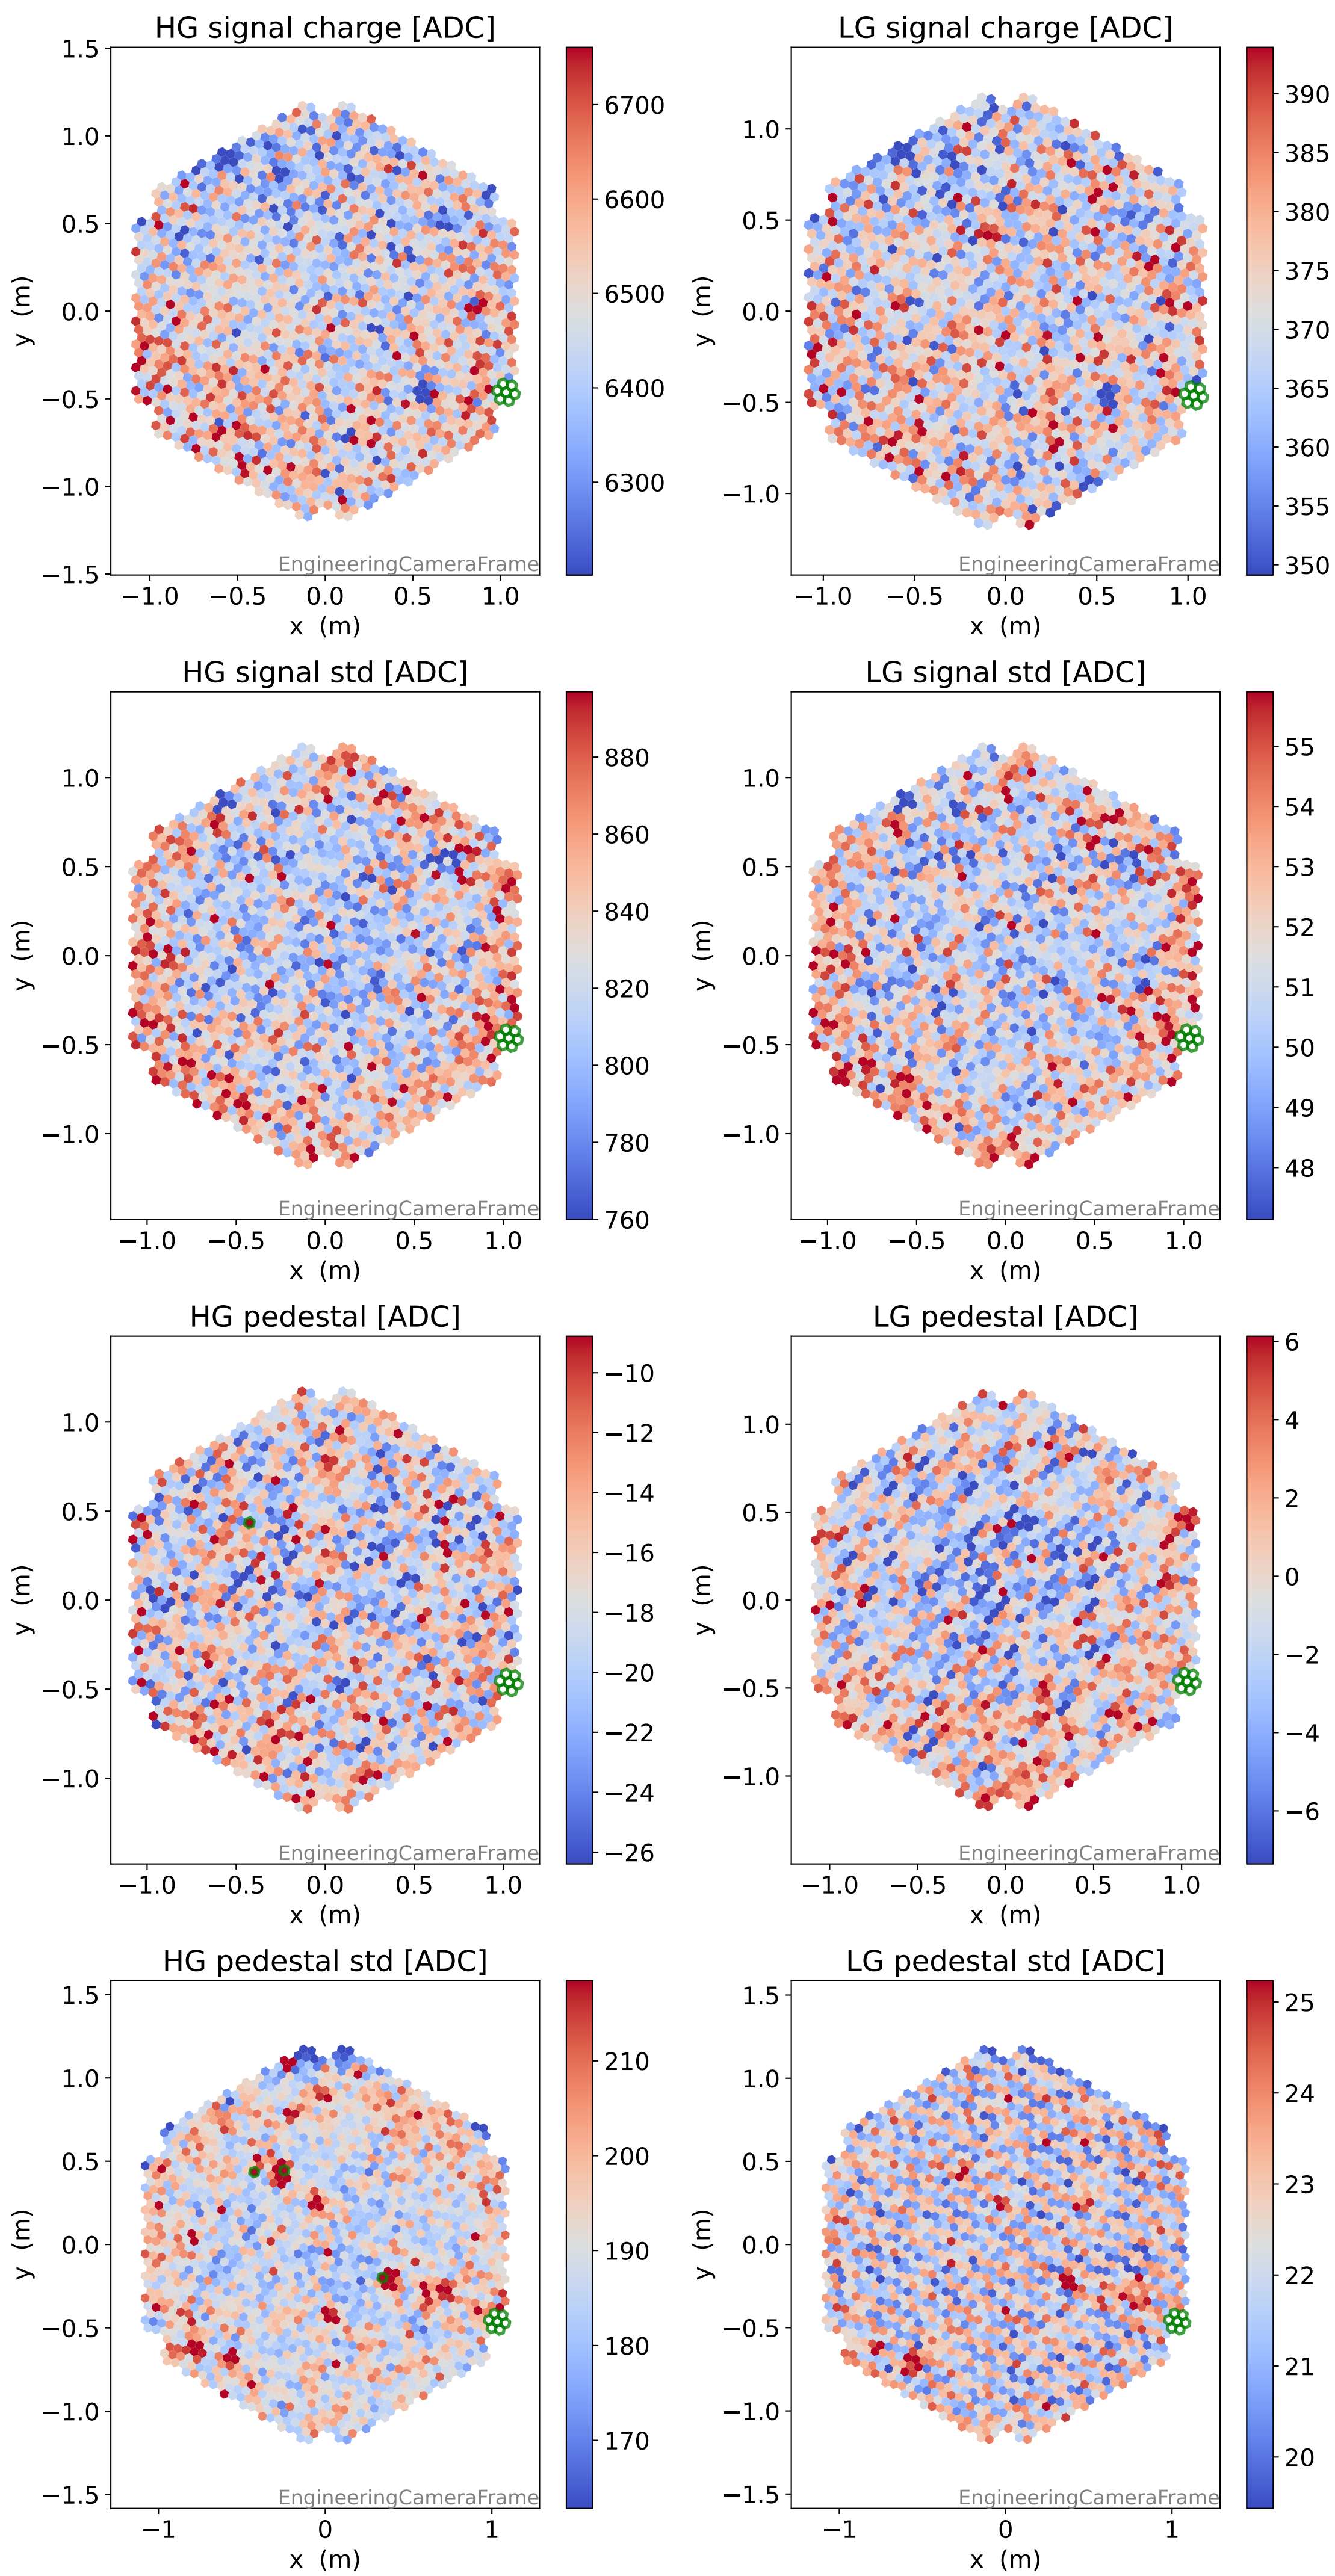 HG signal charge [ADC]
1.5
1.0
0.5
0.0
−0.5
−1.0
−1.5
y (m)
−1.0 −0.5 0.0 0.5 1.0
x (m)
EngineeringCameraFrame
6700
6600
6500
6400
6300
LG signal charge [ADC]
1.0
0.5
0.0
−0.5
−1.0
y (m)
−1.0 −0.5 0.0 0.5 1.0
x (m)
EngineeringCameraFrame
390
385
380
375
370
365
360
355
350
HG signal std [ADC]
1.0
0.5
0.0
−0.5
−1.0
y (m)
−1.0 −0.5 0.0 0.5 1.0
x (m)
EngineeringCameraFrame
880
860
840
820
800
780
760
LG signal std [ADC]
1.0
0.5
0.0
−0.5
−1.0
y (m)
−1.0 −0.5 0.0 0.5 1.0
x (m)
EngineeringCameraFrame
55
54
53
52
51
50
49
48
HG pedestal [ADC]
1.0
0.5
0.0
−0.5
−1.0
y (m)
−1.0 −0.5 0.0 0.5 1.0
x (m)
EngineeringCameraFrame
−10
−12
−14
−16
−18
−20
−22
−24
−26
LG pedestal [ADC]
1.0
0.5
0.0
−0.5
−1.0
y (m)
−1.0 −0.5 0.0 0.5 1.0
x (m)
EngineeringCameraFrame
6
4
2
0
−2
−4
−6
HG pedestal std [ADC]
1.5
1.0
0.5
0.0
−0.5
−1.0
−1.5
y (m)
−1 0 1
x (m)
EngineeringCameraFrame
210
200
190
180
170
LG pedestal std [ADC]
1.5
1.0
0.5
0.0
−0.5
−1.0
−1.5
y (m)
−1 0 1
x (m)
EngineeringCameraFrame
25
24
23
22
21
20